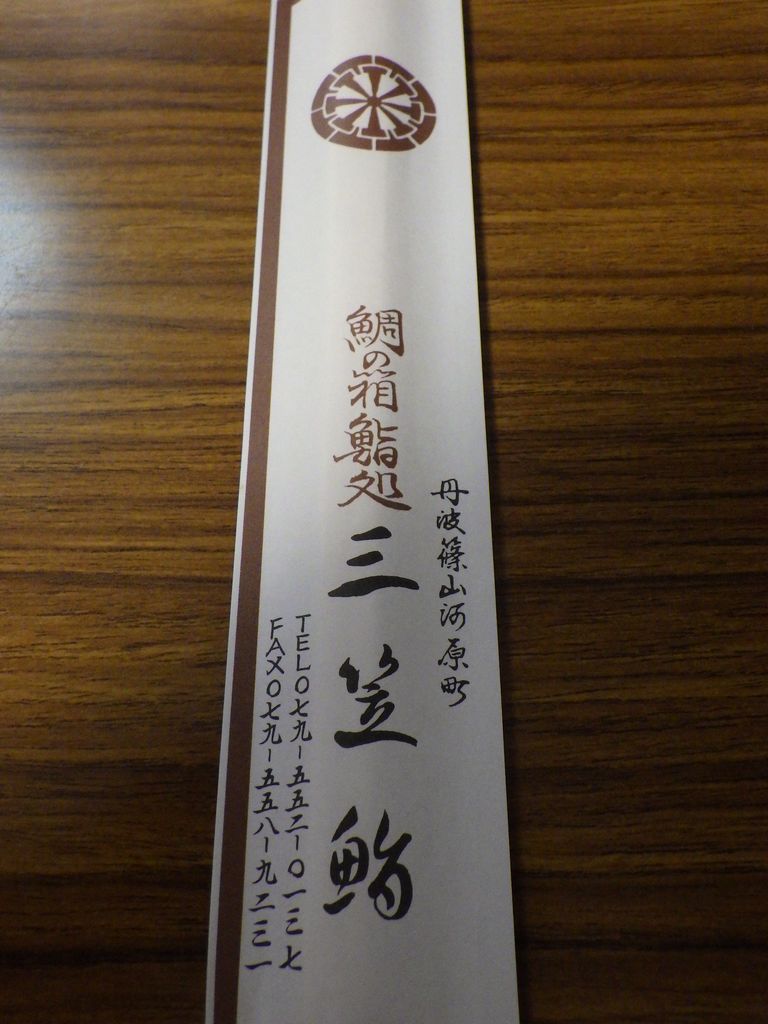 丹波篠山河原町
鯛の箱鮨処 三笠鮨
TEL〇七九-五五二-〇一三七
FAX〇七九-五五八-九二三一